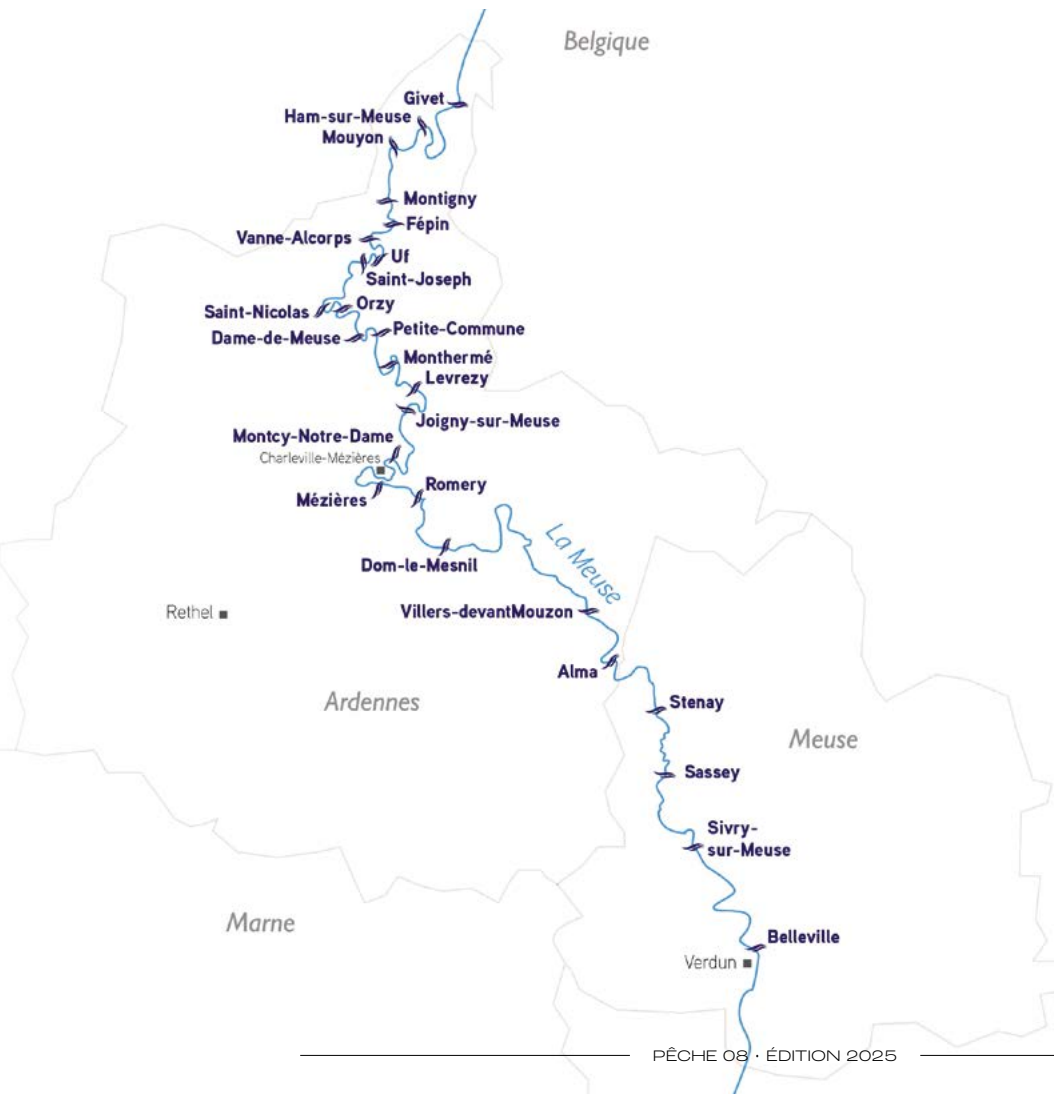 Belgique
Givet
Ham-sur-Meuse
Mouyon
Montigny
Fépin
Vanne-Alcorps
Uf
Saint-Joseph
Orzy
Saint-Nicolas
Petite-Commune
Dame-de-Meuse
Monthermé
Levrezy
Joigny-sur-Meuse
Montcy-Notre-Dame
Charleville-Mézières
Romery
Mézières
La Meuse
Dom-le-Mesnil
Villers-devantMouzon
Rethel
Alma
Ardennes
Stenay
Meuse
Sassey
Sivry-
sur-Meuse
Marne
Belleville
Verdun
PÊCHE 08 · ÉDITION 2025